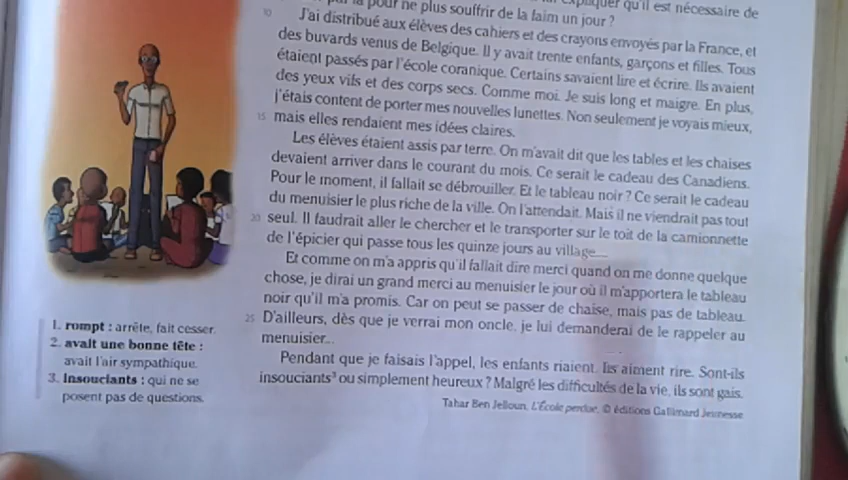 pour ne plus souffrir de la faim un jour ?
expliquer qu'il est nécessaire de
10 J'ai distribué aux élèves des cahiers et des crayons envoyés par la France, et
des buvards venus de Belgique. Il y avait trente enfants, garçons et filles. Tous
étaient passés par l'école coranique. Certains savaient lire et écrire. Ils avaient
des yeux vifs et des corps secs. Comme moi. Je suis long et maigre. En plus,
j'étais content de porter mes nouvelles lunettes. Non seulement je voyais mieux,
15 mais elles rendaient mes idées claires.
Les élèves étaient assis par terre. On m'avait dit que les tables et les chaises
devaient arriver dans le courant du mois. Ce serait le cadeau des Canadiens.
Pour le moment, il fallait se débrouiller. Et le tableau noir ? Ce serait le cadeau
du menuisier le plus riche de la ville. On l'attendait. Mais il ne viendrait pas tout
20 seul. Il faudrait aller le chercher et le transporter sur le toit de la camionnette
de l'épicier qui passe tous les quinze jours au village...
Et comme on m'a appris qu'il fallait dire merci quand on me donne quelque
chose, je dirai un grand merci au menuisier le jour où il m'apportera le tableau
noir qu'il m'a promis. Car on peut se passer de chaise, mais pas de tableau.
25 D'ailleurs, dès que je verrai mon oncle, je lui demanderai de le rappeler au
menuisier...
Pendant que je faisais l'appel, les enfants riaient. Ils aiment rire. Sont-ils
insouciants³ ou simplement heureux ? Malgré les difficultés de la vie, ils sont gais.
Tahar Ben Jelloun, L'École perdue, © éditions Gallimard Jeunesse
1. rompt : arrête, fait cesser.
2. avait une bonne tête :
avait l'air sympathique.
3. Insouciants : qui ne se
posent pas de questions.